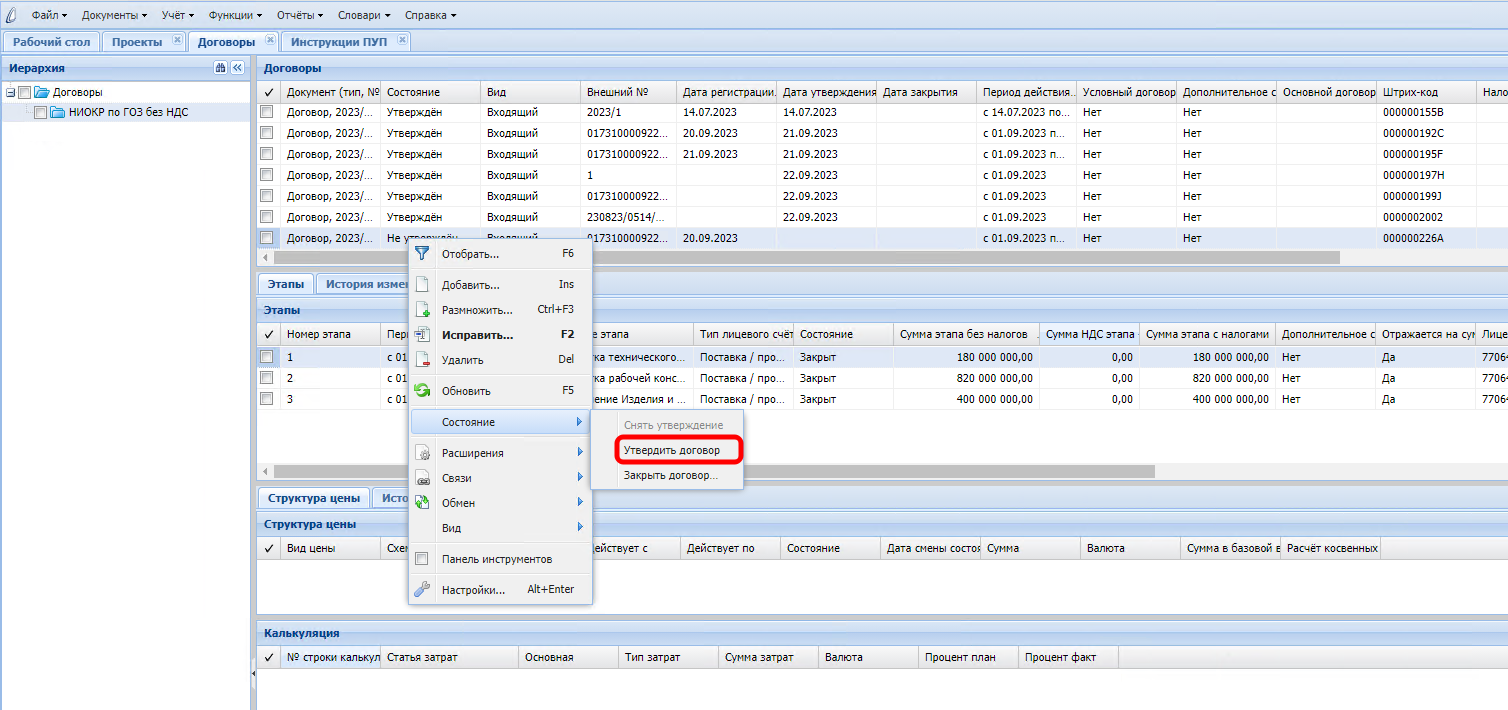 Файл Документы Учёт Функции Отчёты Словари Справка
Рабочий стол Проекты Договоры Инструкции ПУП
Иерархия
Договоры
НИОКР по ГОЗ без НДС
Договоры
Документ (тип, № Состояние Вид Внешний № Дата регистрации. Дата утверждения Дата закрытия Период действия... Условный договор Дополнительное с Основной договор Штрих-код Нало
Договор, 2023/... Утверждён Входящий 2023/1 14.07.2023 14.07.2023 с 14.07.2023 по... Нет Нет 000000155B
Договор, 2023/... Утверждён Входящий 017310000922... 20.09.2023 21.09.2023 с 01.09.2023 п... Нет Нет 000000192C
Договор, 2023/... Утверждён Входящий 017310000922... 21.09.2023 21.09.2023 с 01.09.2023 п... Нет Нет 000000195F
Договор, 2023/... Утверждён Входящий 1 22.09.2023 с 01.09.2023 Нет Нет 000000197H
Договор, 2023/... Утверждён Входящий 017310000922... 22.09.2023 с 01.09.2023 Нет Нет 000000199J
Договор, 2023/... Утверждён Входящий 230823/0514/... 22.09.2023 с 01.09.2023 Нет Нет 0000002002
Договор, 2023/... Не утверждён Входящий 017310000922... 20.09.2023 с 01.09.2023 п... Нет Нет 000000226A
Отобрать... F6
Добавить... Ins
Размножить... Ctrl+F3
Исправить... F2
Удалить Del
Обновить F5
Состояние
Расширения
Связи
Обмен
Вид
Панель инструментов
Настройки... Alt+Enter
Снять утверждение
Утвердить договор
Закрыть договор...
Этапы История измен
Этапы
Номер этапа Пери е этапа Тип лицевого счёт Состояние Сумма этапа без налогов Сумма НДС этапа Сумма этапа с налогами Дополнительное с Отражается на сум Лице
1 с 01 тка технического... Поставка / про... Закрыт 180 000 000,00 0,00 180 000 000,00 Нет Да 77064
2 с 01 тка рабочей конс... Поставка / про... Закрыт 820 000 000,00 0,00 820 000 000,00 Нет Да 77064
3 с 01 ение Изделия и ... Поставка / про... Закрыт 400 000 000,00 0,00 400 000 000,00 Нет Да 77064
Структура цены Исто
Структура цены
Вид цены Схем Действует с Действует по Состояние Дата смены состоя Сумма Валюта Сумма в базовой в Расчёт косвенных
Калькуляция
№ строки калькул Статья затрат Основная Тип затрат Сумма затрат Валюта Процент план Процент факт